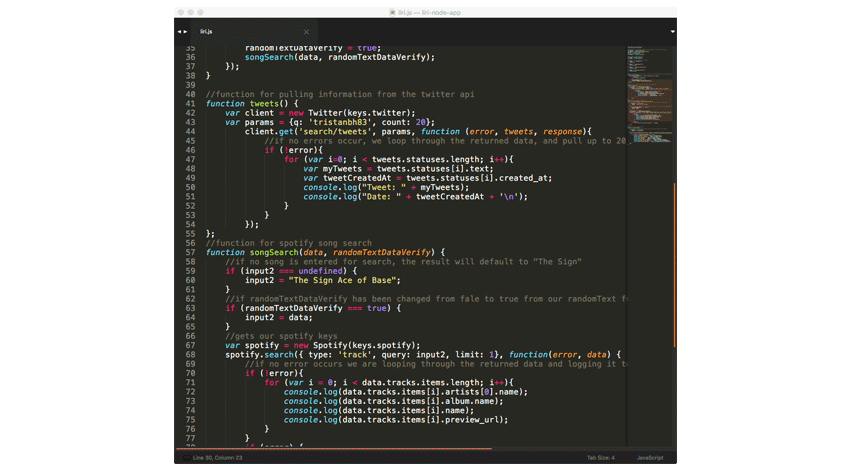 liri.js — liri-node-app
liri.js
35 randomTextDataVerify = true;
36 songSearch(data, randomTextDataVerify);
37 });
38 }
39
40 //function for pulling information from the twitter api
41 function tweets() {
42 var client = new Twitter(keys.twitter);
43 var params = {q: 'tristanbh83', count: 20};
44 client.get('search/tweets', params, function (error, tweets, response){
45 //if no errors occur, we loop through the returned data, and pull up to 20
46 if (!error){
47 for (var i=0; i < tweets.statuses.length; i++){
48 var myTweets = tweets.statuses[i].text;
49 var tweetCreatedAt = tweets.statuses[i].created_at;
50 console.log("Tweet: " + myTweets);
51 console.log("Date: " + tweetCreatedAt + '\n');
52 }
53 }
54 });
55 };
56 //function for spotify song search
57 function songSearch(data, randomTextDataVerify) {
58 //if no song is entered for search, the result will default to "The Sign"
59 if (input2 === undefined) {
60 input2 = "The Sign Ace of Base";
61 }
62 //if randomTextDataVerify has been changed from fale to true from our randomText f
63 if (randomTextDataVerify === true) {
64 input2 = data;
65 }
66 //gets our spotify keys
67 var spotify = new Spotify(keys.spotify);
68 spotify.search({ type: 'track', query: input2, limit: 1}, function(error, data) {
69 //if no error occurs we are looping through the returned data and logging it t
70 if (!error){
71 for (var i = 0; i < data.tracks.items.length; i++){
72 console.log(data.tracks.items[i].artists[0].name);
73 console.log(data.tracks.items[i].album.name);
74 console.log(data.tracks.items[i].name);
75 console.log(data.tracks.items[i].preview_url);
76 }
77 }
78 if (error) {
Line 30, Column 23
Tab Size: 4
JavaScript